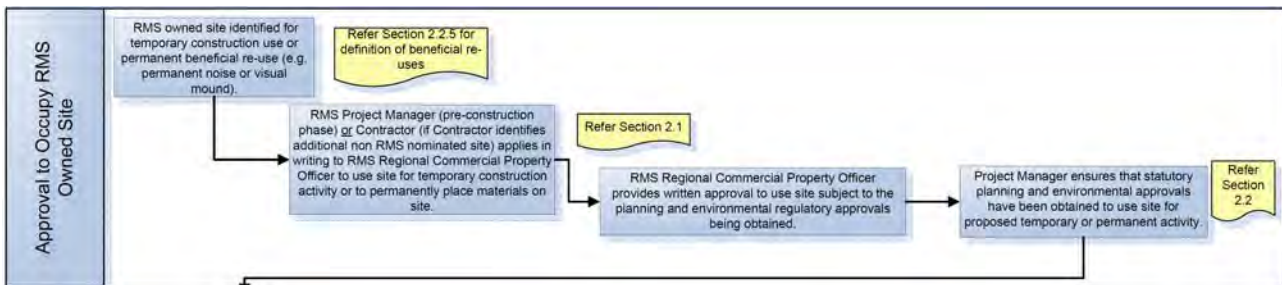 Approval to Occupy RMS
Owned Site
RMS owned site identified for
temporary construction use or
permanent beneficial re-use (e.g.
permanent noise or visual
mound).
Refer Section 2.2.5 for
definition of beneficial re-
uses
RMS Project Manager (pre-construction
phase) or Contractor (if Contractor identifies
additional non RMS nominated site) applies in
writing to RMS Regional Commercial Property
Officer to use site for temporary construction
activity or to permanently place materials on
site.
Refer Section 2.1
RMS Regional Commercial Property Officer
provides written approval to use site subject to the
planning and environmental regulatory approvals
being obtained.
Project Manager ensures that statutory
planning and environmental approvals
have been obtained to use site for
proposed temporary or permanent activity.
Refer
Section
2.2